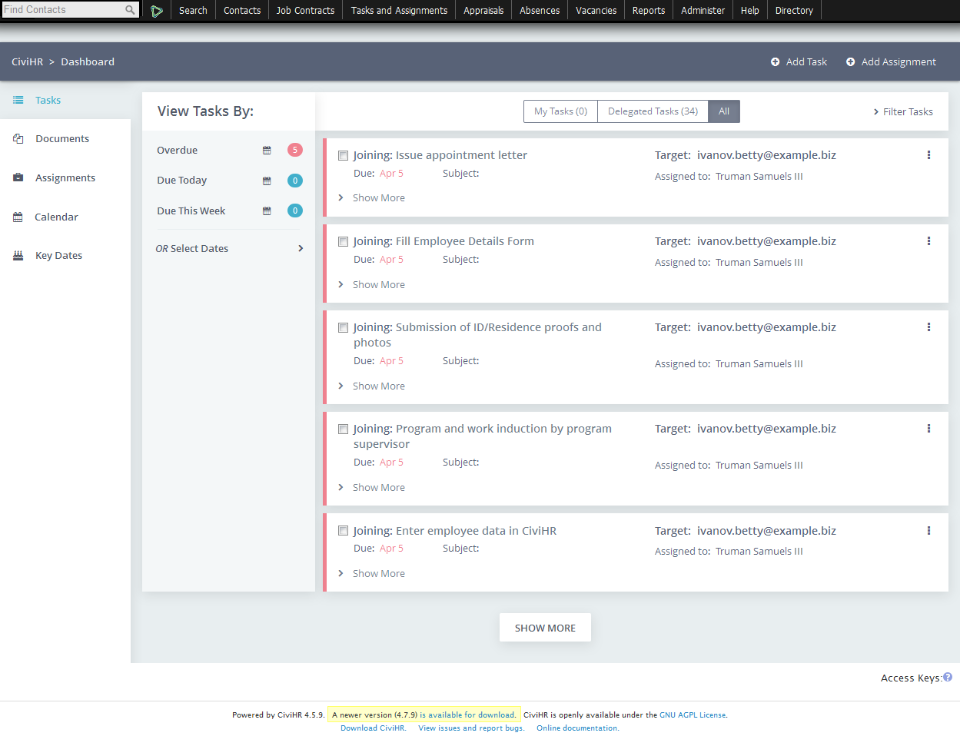 Find Contacts
Search Contacts Job Contracts Tasks and Assignments Appraisals Absences Vacancies Reports Administer Help Directory
CiviHR > Dashboard Add Task Add Assignment
Tasks
Documents
Assignments
Calendar
Key Dates
View Tasks By:
Overdue 5
Due Today 0
Due This Week 0
OR Select Dates
My Tasks (0) Delegated Tasks (34) All Filter Tasks
Joining: Issue appointment letter Target: ivanov.betty@example.biz
Due: Apr 5 Subject: Assigned to: Truman Samuels III
Show More
Joining: Fill Employee Details Form Target: ivanov.betty@example.biz
Due: Apr 5 Subject: Assigned to: Truman Samuels III
Show More
Joining: Submission of ID/Residence proofs and Target: ivanov.betty@example.biz
photos
Due: Apr 5 Subject: Assigned to: Truman Samuels III
Show More
Joining: Program and work induction by program Target: ivanov.betty@example.biz
supervisor
Due: Apr 5 Subject: Assigned to: Truman Samuels III
Show More
Joining: Enter employee data in CiviHR Target: ivanov.betty@example.biz
Due: Apr 5 Subject: Assigned to: Truman Samuels III
Show More
SHOW MORE
Access Keys:?
Powered by CiviHR 4.5.9. A newer version (4.7.9) is available for download. CiviHR is openly available under the GNU AGPL License.
Download CiviHR. View issues and report bugs. Online documentation.